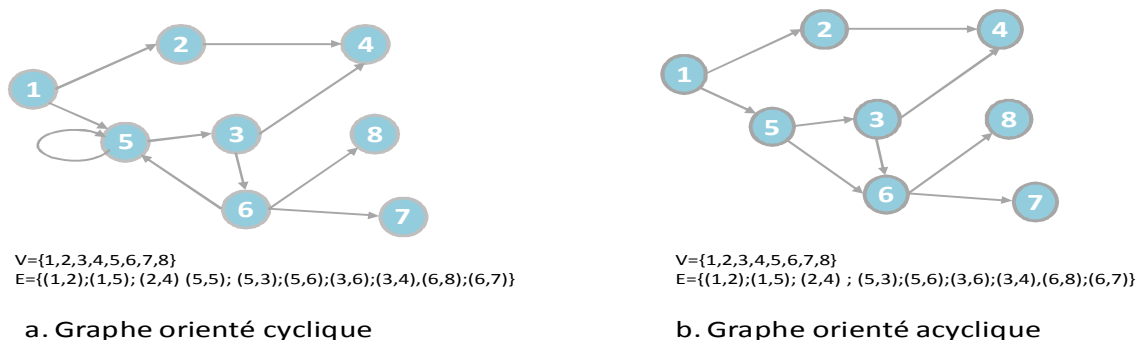 2
4
1
5
3
8
6
7
V={1,2,3,4,5,6,7,8}
E={(1,2);(1,5); (2,4) (5,5); (5,3);(5,6);(3,6);(3,4),(6,8);(6,7)}
a. Graphe orienté cyclique
2
4
1
5
3
8
6
7
V={1,2,3,4,5,6,7,8}
E={(1,2);(1,5); (2,4) ; (5,3);(5,6);(3,6);(3,4),(6,8);(6,7)}
b. Graphe orienté acyclique